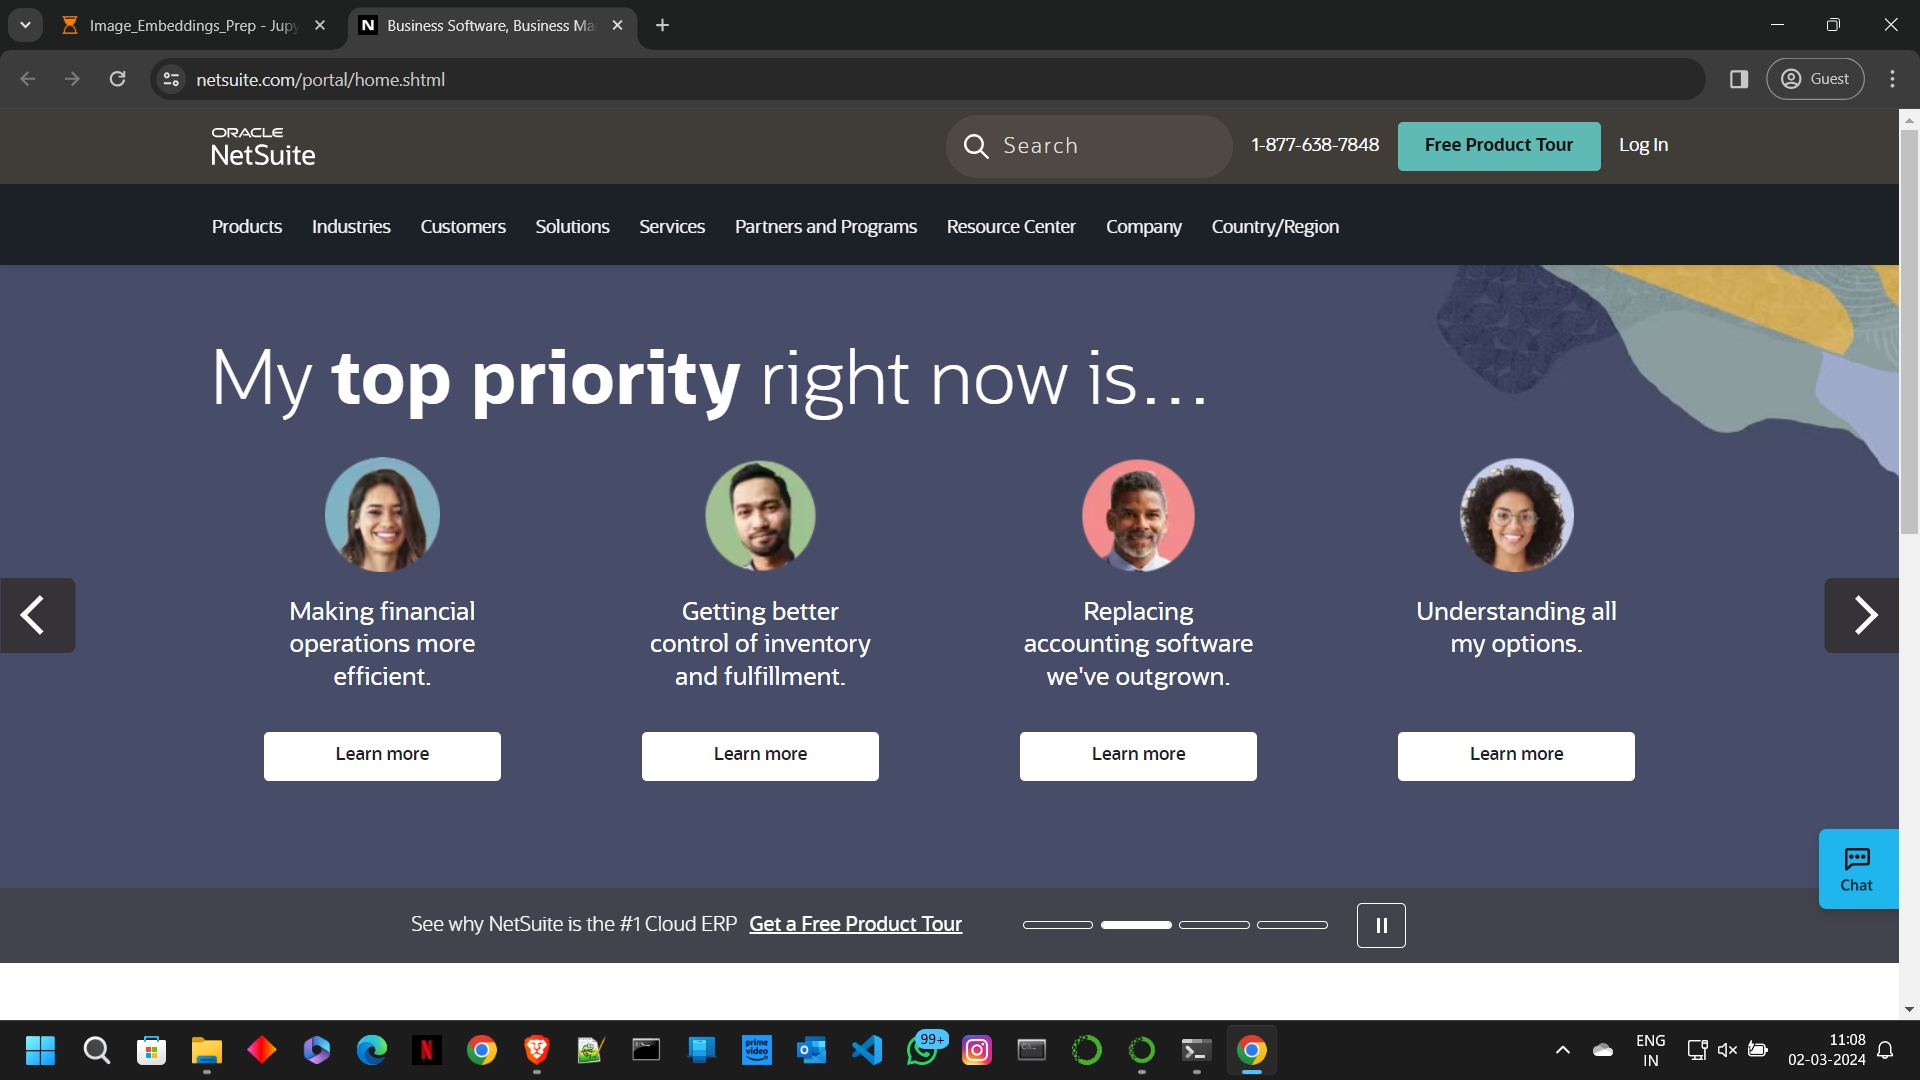 Image_Embeddings_Prep - Jupy
Business Software, Business Ma
netsuite.com/portal/home.shtml
Guest
ORACLE
NetSuite
Search
1-877-638-7848
Free Product Tour
Log In
Products Industries Customers Solutions Services Partners and Programs Resource Center Company Country/Region
My top priority right now is...
Making financial
operations more
efficient.
Learn more
Getting better
control of inventory
and fulfillment.
Learn more
Replacing
accounting software
we've outgrown.
Learn more
Understanding all
my options.
Learn more
Chat
See why NetSuite is the #1 Cloud ERP Get a Free Product Tour
prime
video
99+
ENG
IN
11:08
02-03-2024